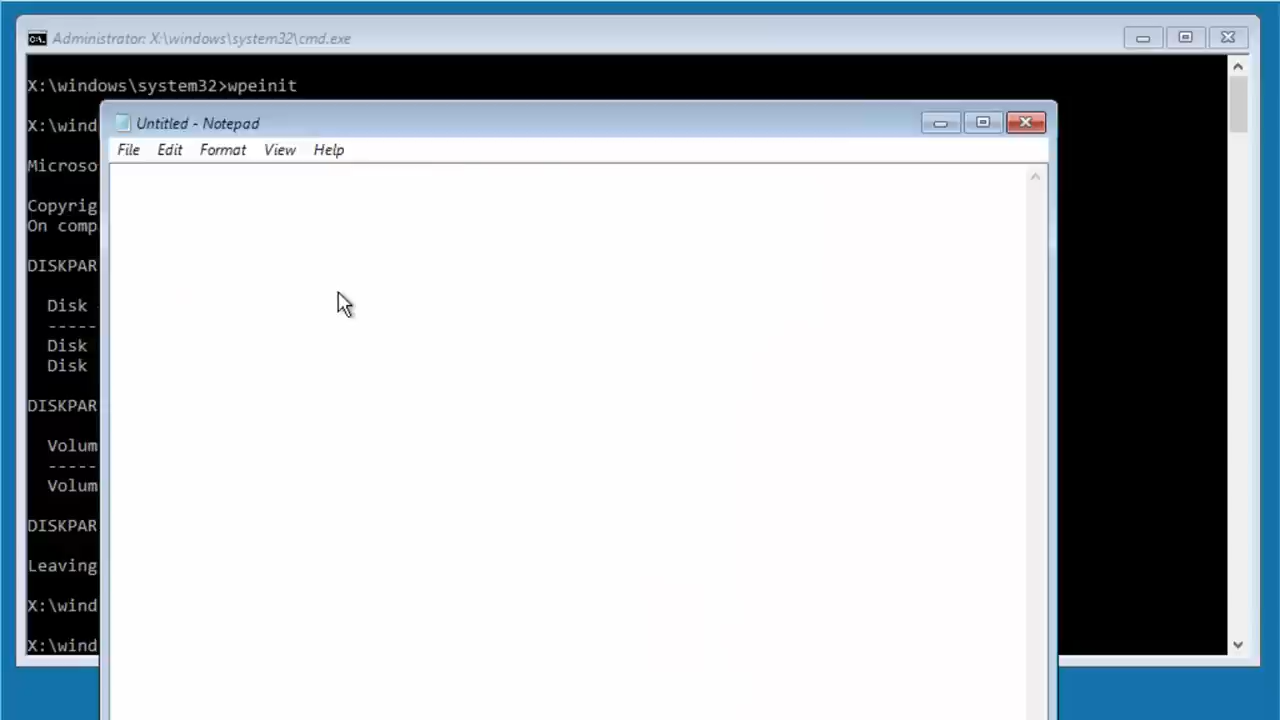 Administrator: X:\windows\system32\cmd.exe
X:\windows\system32>wpeinit
Untitled - Notepad
X:\wind
File Edit Format View Help
Microso
Copyrig
On comp
DISKPAR
Disk
-----
Disk
Disk
DISKPAR
Volum
-----
Volum
DISKPAR
Leaving
X:\wind
X:\wind